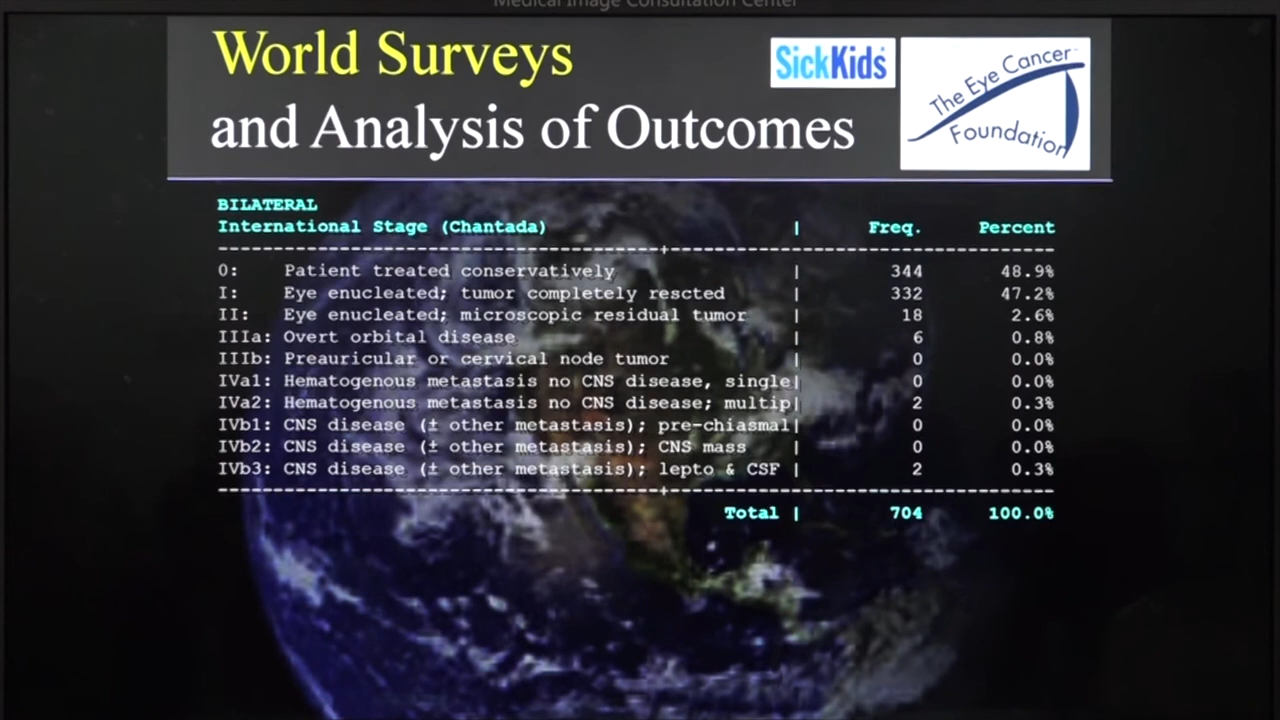 Medical Image Consultation Center
World Surveys
and Analysis of Outcomes
SickKids
The Eye Cancer
Foundation
BILATERAL
International Stage (Chantada) | Freq. Percent
0: Patient treated conservatively | 344 48.9%
I: Eye enucleated; tumor completely rescted | 332 47.2%
II: Eye enucleated; microscopic residual tumor | 18 2.6%
IIIa: Overt orbital disease | 6 0.8%
IIIb: Preauricular or cervical node tumor | 0 0.0%
IVa1: Hematogenous metastasis no CNS disease, single| 0 0.0%
IVa2: Hematogenous metastasis no CNS disease; multip| 2 0.3%
IVb1: CNS disease (± other metastasis); pre-chiasmal| 0 0.0%
IVb2: CNS disease (± other metastasis); CNS mass | 0 0.0%
IVb3: CNS disease (± other metastasis); lepto & CSF | 2 0.3%
Total | 704 100.0%